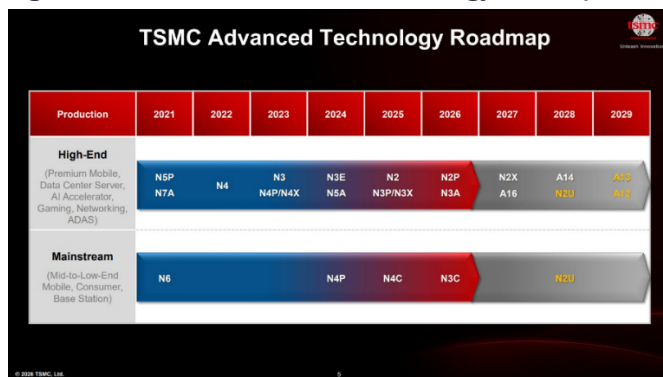 TSMC Advanced Technology Roadmap
tsmc
Production 2021 2022 2023 2024 2025 2026 2027 2028 2029
High-End
(Premium Mobile,
Data Center Server,
AI Accelerator,
Gaming, Networking,
ADAS)
N5P N4 N3 N3E N2 N2P N2X A14 A13
N7A N4P/N4X N5A N3P/N3X N3A A16 N2U A12
Mainstream
(Mid-to-Low-End
Mobile, Consumer,
Base Station)
N6 N4P N4C N3C N2U
© 2026 TSMC, Ltd. 5